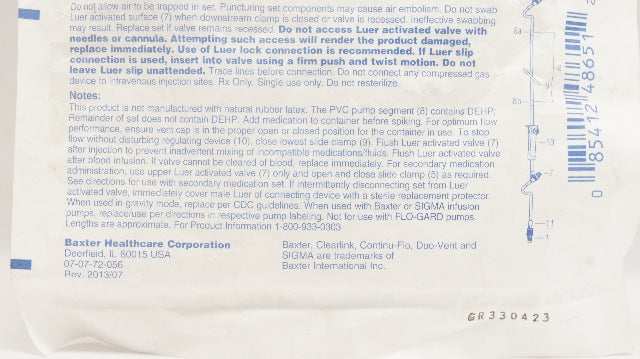 Do not allow air to be trapped in set. Puncturing set components may cause air embolism. Do not swab
Luer activated surface (7) when downstream clamp is closed or valve is recessed. Ineffective swabbing
may result. Replace set if valve remains recessed. Do not access Luer activated valve with
needles or cannula. Attempting such access will render the product damaged,
replace immediately. Use of Luer lock connection is recommended. If Luer slip
connection is used, insert into valve using a firm push and twist motion. Do not
leave Luer slip unattended. Trace lines before connection. Do not connect any compressed gas
device to intravenous injection sites. Rx Only. Single use only. Do not resterilize.
Notes:
This product is not manufactured with natural rubber latex. The PVC pump segment (8) contains DEHP.
Remainder of set does not contain DEHP. Add medication to container before spiking. For optimum flow
performance, ensure vent cap is in the proper open or closed position for the container in use. To stop
flow without disturbing regulating device (10), close lowest slide clamp (9). Flush Luer activated valve (7)
after injection to prevent inadvertent mixing of incompatible medications/fluids. Flush Luer activated valve
after blood infusion. If valve cannot be cleared of blood, replace immediately. For secondary medication
administration, use upper Luer activated valve (7) only and open and close slide clamp (5) as required.
See directions for use with secondary medication set. If intermittently disconnecting set from Luer
activated valve, immediately cover male Luer of connecting device with a sterile replacement protector.
When used in gravity mode, replace per CDC guidelines. When used with Baxter or SIGMA infusion
pumps, replace/use per directions in respective pump labeling. Not for use with FLO-GARD pumps.
Lengths are approximate. For Product Information 1-800-933-0303
Baxter Healthcare Corporation
Deerfield, IL 60015 USA
07-07-72-056
Rev. 2013/07
Baxter, Clearlink, Continu-Flo, Duo-Vent and
SIGMA are trademarks of
Baxter International Inc.
8a
9
8b
10
7
11
1
0 85412 48651 2
GR330423